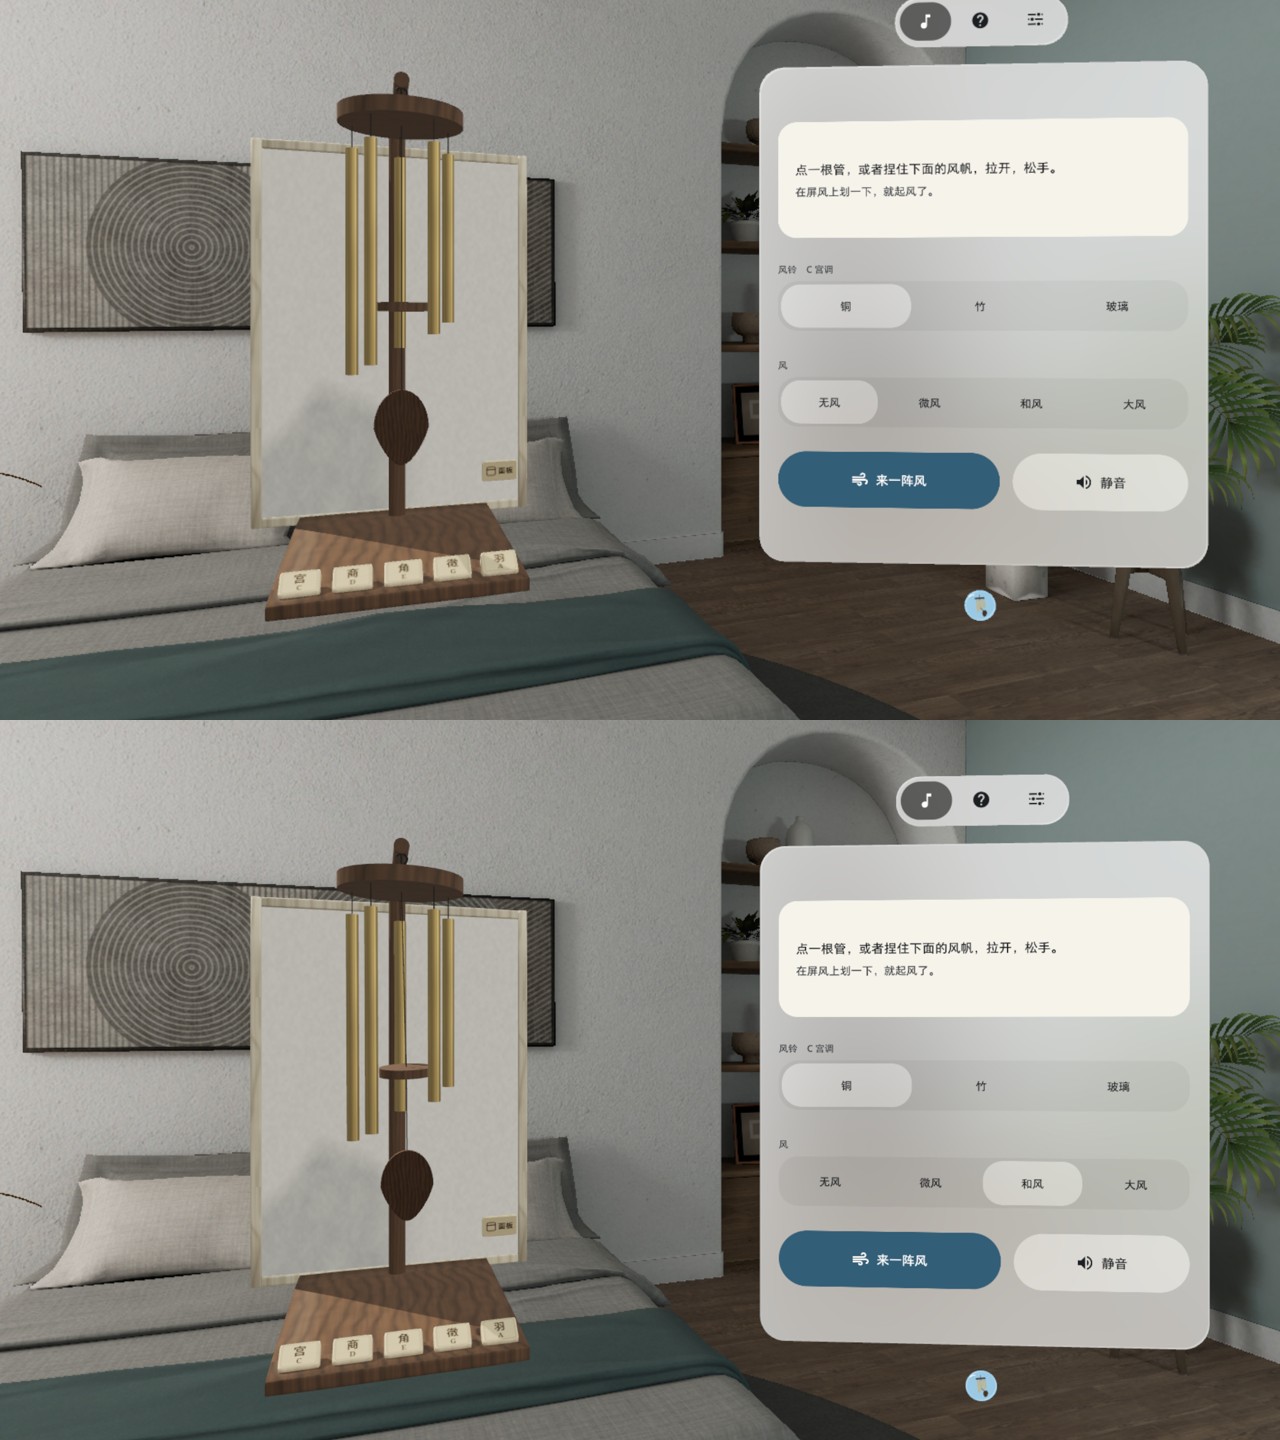 点一根管，或者捏住下面的风帆，拉开，松手。
在屏风上划一下，就起风了。
风铃 C 宫调
铜 竹 玻璃
风
无风 微风 和风 大风
来一阵风 静音
面板
宫 商 角 徵 羽
C D E G A
点一根管，或者捏住下面的风帆，拉开，松手。
在屏风上划一下，就起风了。
风铃 C 宫调
铜 竹 玻璃
风
无风 微风 和风 大风
来一阵风 静音
面板
宫 商 角 徵 羽
C D E G A